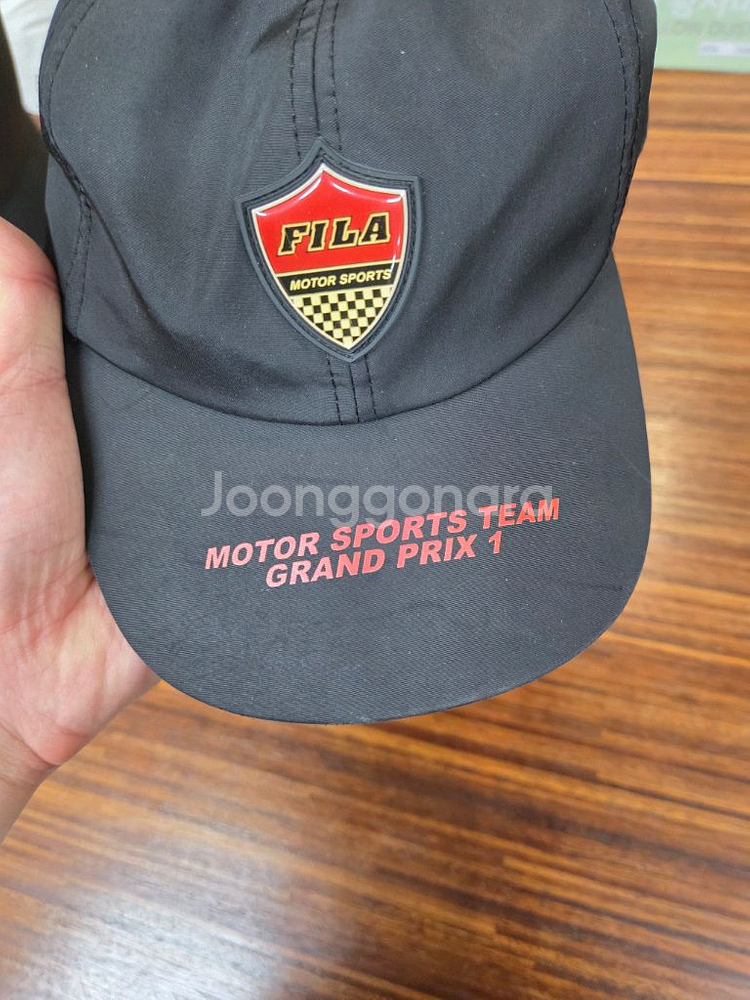 FILA
MOTOR SPORTS
Joonggonara
MOTOR SPORTS TEAM
GRAND PRIX 1